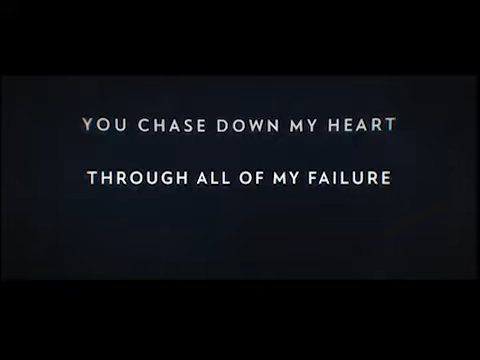 YOU CHASE DOWN MY HEART
THROUGH ALL OF MY FAILURE